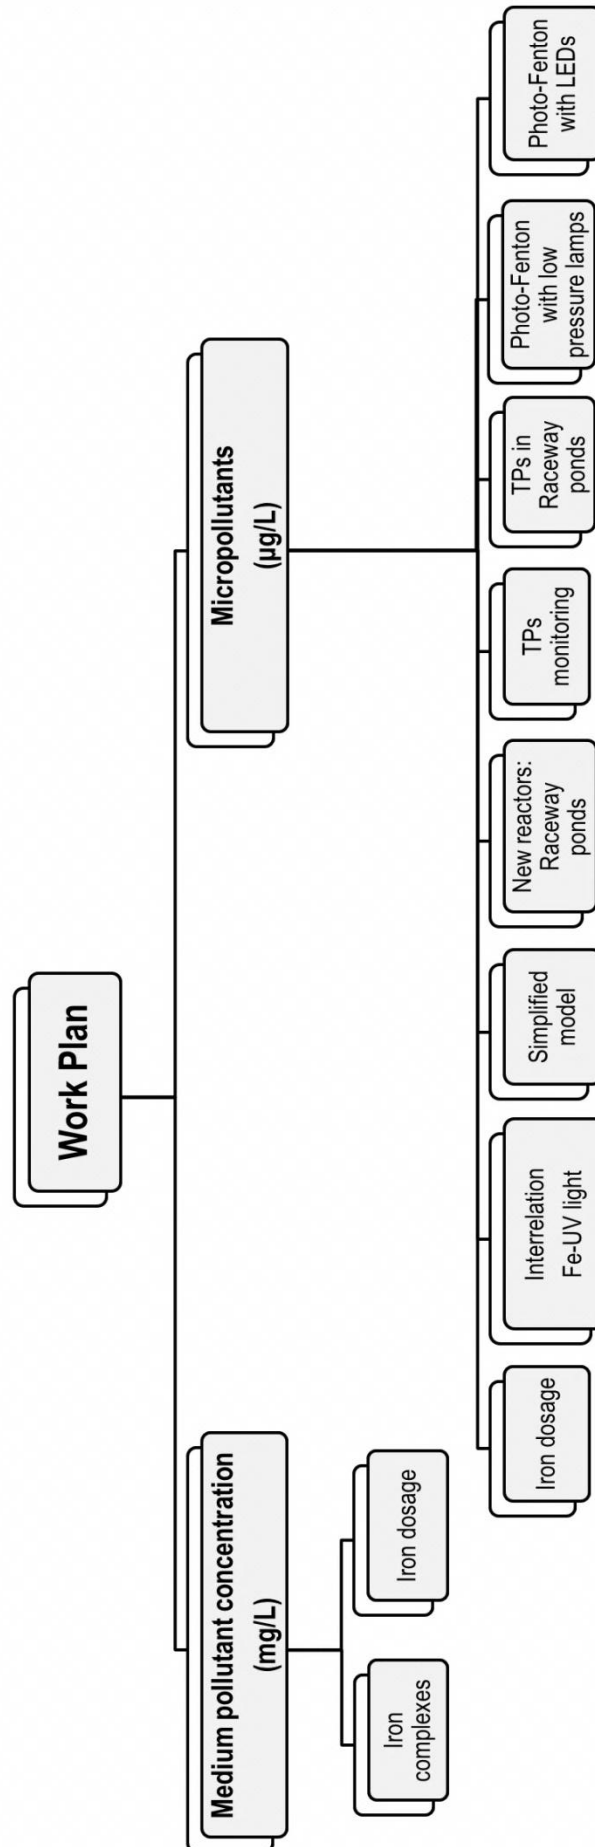 Work Plan
Medium pollutant concentration
(mg/L)
Micropollutants
(µg/L)
Iron
complexes
Iron dosage
Iron dosage
Interrelation
Fe-UV light
Simplified
model
New reactors:
Raceway
ponds
TPs
monitoring
TPs in
Raceway
ponds
Photo-Fenton
with low
pressure lamps
Photo-Fenton
with LEDs